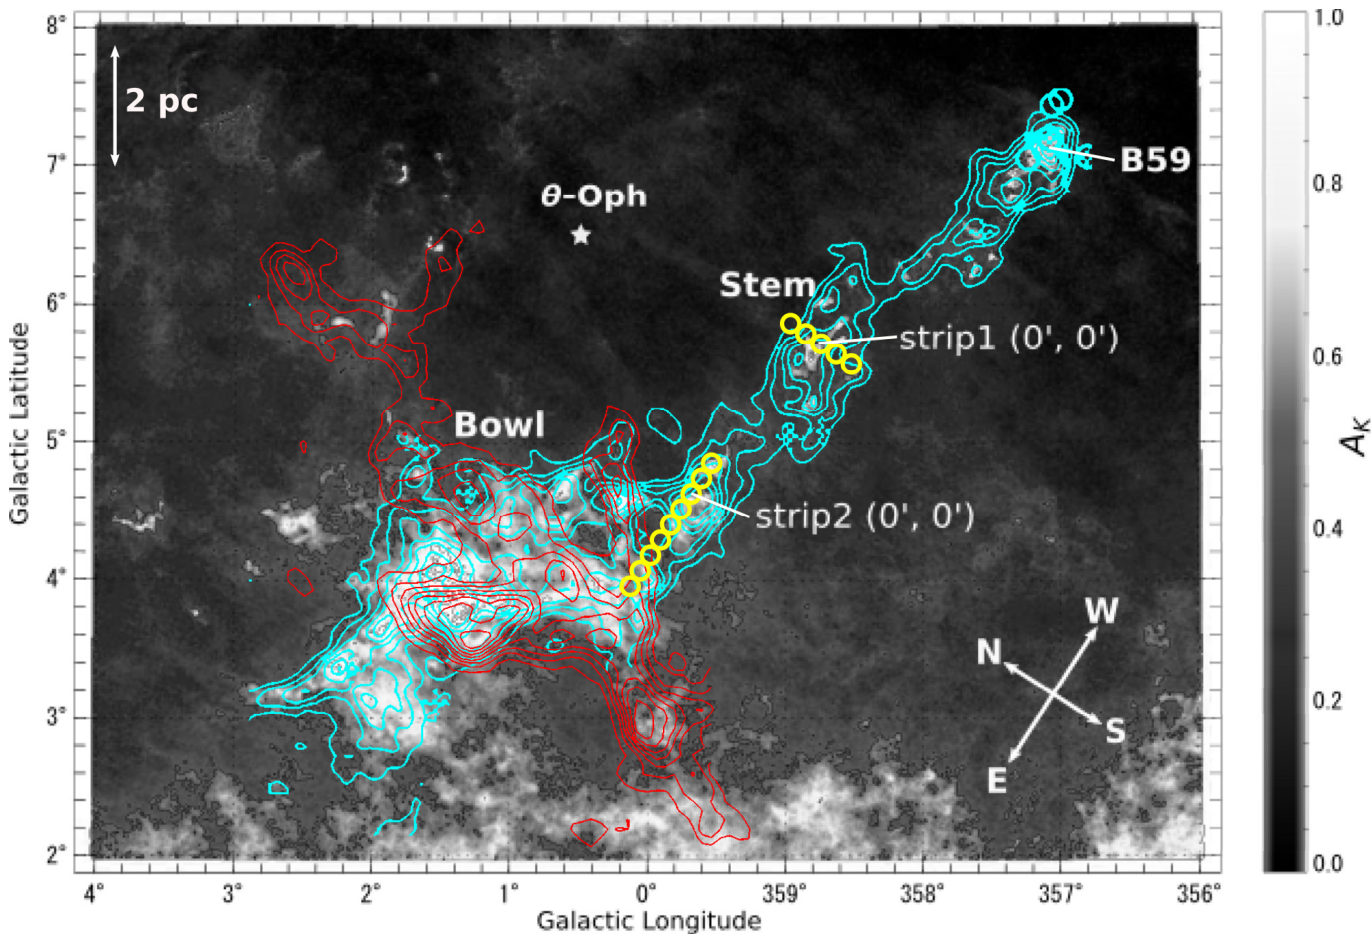 8°
7°
6°
5°
4°
3°
2°
Galactic Latitude
2 pc
θ-Oph
B59
Stem
strip1 (0', 0')
Bowl
strip2 (0', 0')
W
N
S
E
4°
3°
2°
1°
0°
359°
358°
357°
356°
Galactic Longitude
1.0
0.8
0.6
0.4
0.2
0.0
A_K